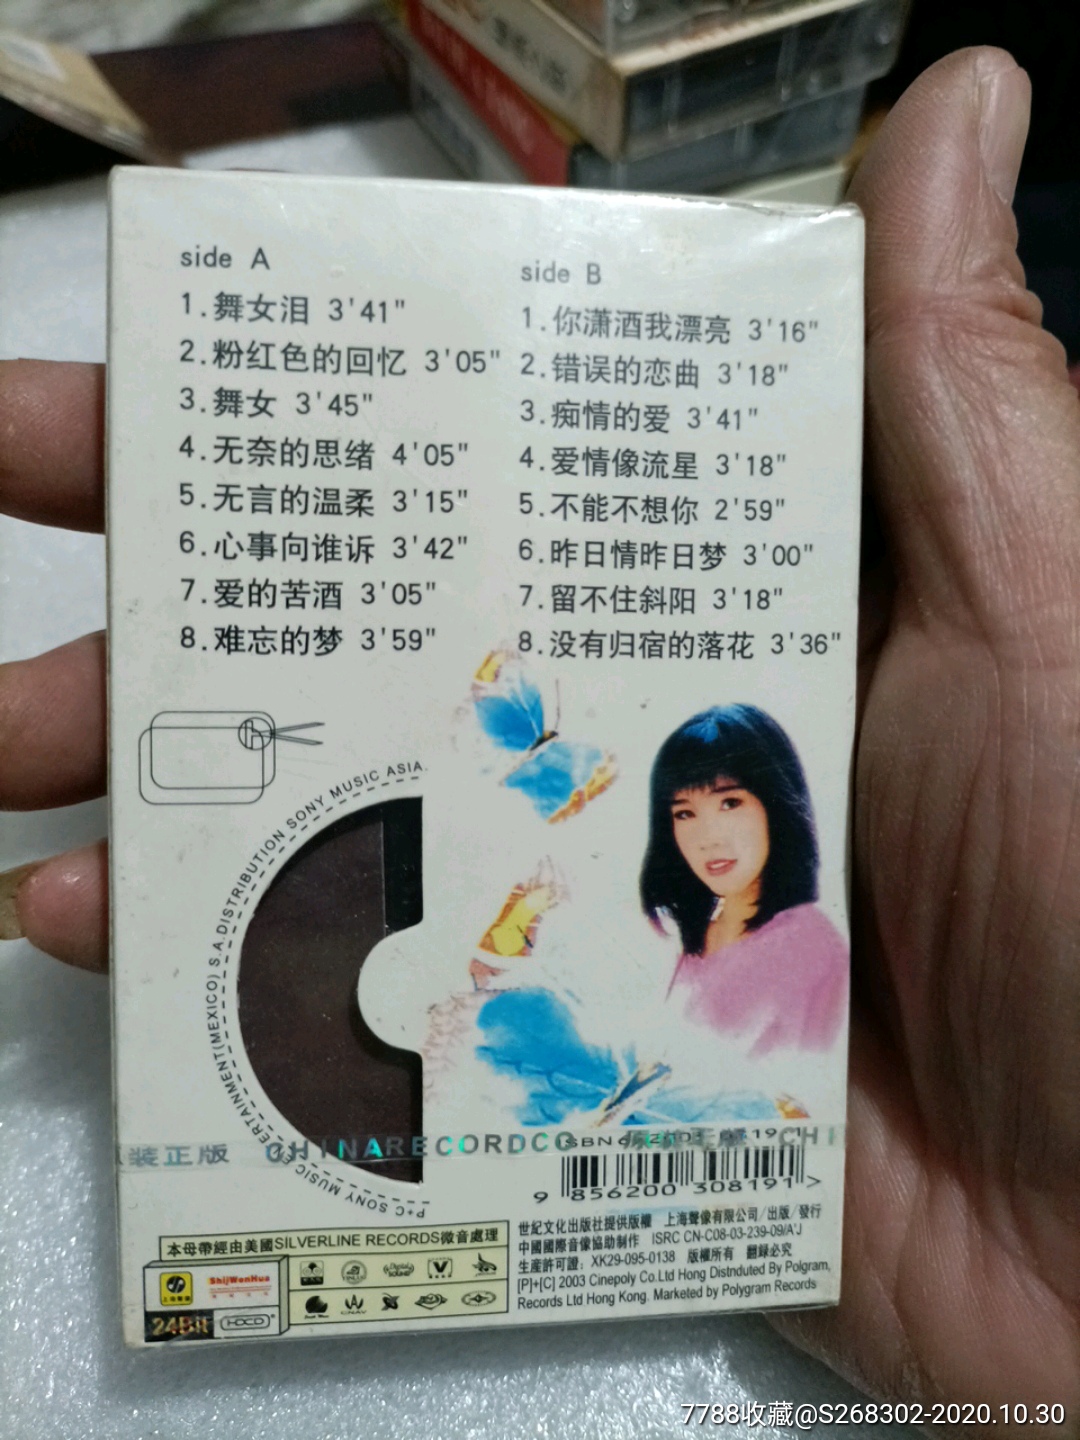 side A
1.舞女泪 3'41"
2.粉红色的回忆 3'05"
3.舞女 3'45"
4.无奈的思绪 4'05"
5.无言的温柔 3'15"
6.心事向谁诉 3'42"
7.爱的苦酒 3'05"
8.难忘的梦 3'59"
side B
1.你潇洒我漂亮 3'16"
2.错误的恋曲 3'18"
3.痴情的爱 3'41"
4.爱情像流星 3'18"
5.不能不想你 2'59"
6.昨日情昨日梦 3'00"
7.留不住斜阳 3'18"
8.没有归宿的落花 3'36"
P+C SONY MUSIC ENTERTAINMENT(MEXICO) S.A.DISTRIBUTION SONY MUSIC ASIA.
装正版 CHINARECORDCO CHI
ISBN
9 856200 308191 >
本母帶經由美國SILVERLINE RECORDS微音處理
ShiJWenHua
24Bit
HDCD
世紀文化出版社提供版權 上海聲像有限公司/出版/發行
中國國際音像協助制作 ISRC CN-C08-03-239-09/A'J
生産許可證: XK29-095-0138 版權所有 翻録必究
[P]+[C] 2003 Cinepoly Co.Ltd Hong Distnduted By Polygram,
Records Ltd Hong Kong. Marketed by Polygram Records
7788收藏@S268302-2020.10.30